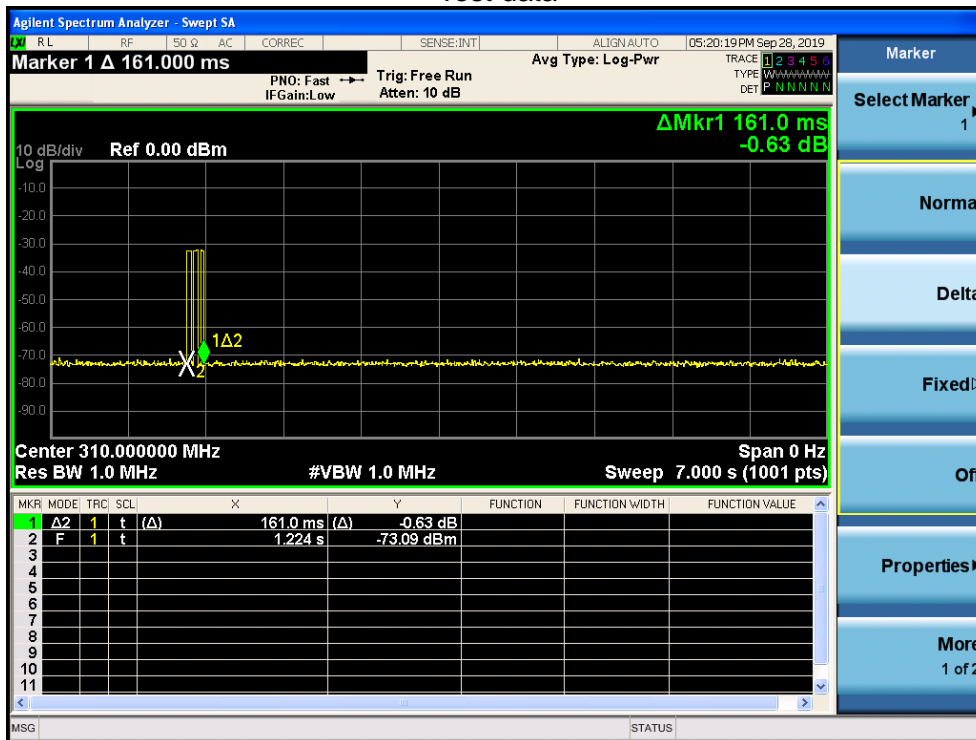 Agilent Spectrum Analyzer - Swept SA
LXI RL RF 50 Ω AC CORREC SENSE:INT ALIGNAUTO 05:20:19 PM Sep 28, 2019
Marker 1 Δ 161.000 ms
PNO: Fast
IFGain:Low
Trig: Free Run
Atten: 10 dB
Avg Type: Log-Pwr
TRACE 1 2 3 4 5 6
TYPE
DET P N N N N N
ΔMkr1 161.0 ms
-0.63 dB
10 dB/div Ref 0.00 dBm
Log
-10.0
-20.0
-30.0
-40.0
-50.0
-60.0
-70.0
-80.0
-90.0
1Δ2
2
Center 310.000000 MHz Span 0 Hz
Res BW 1.0 MHz #VBW 1.0 MHz Sweep 7.000 s (1001 pts)
MKR MODE TRC SCL X Y FUNCTION FUNCTION WIDTH FUNCTION VALUE
1 Δ2 1 t (Δ) 161.0 ms (Δ) -0.63 dB
2 F 1 t 1.224 s -73.09 dBm
3
4
5
6
7
8
9
10
11
MSG STATUS
Marker
Select Marker
1
Norma
Delta
Fixed
Of
Properties
More
1 of 2